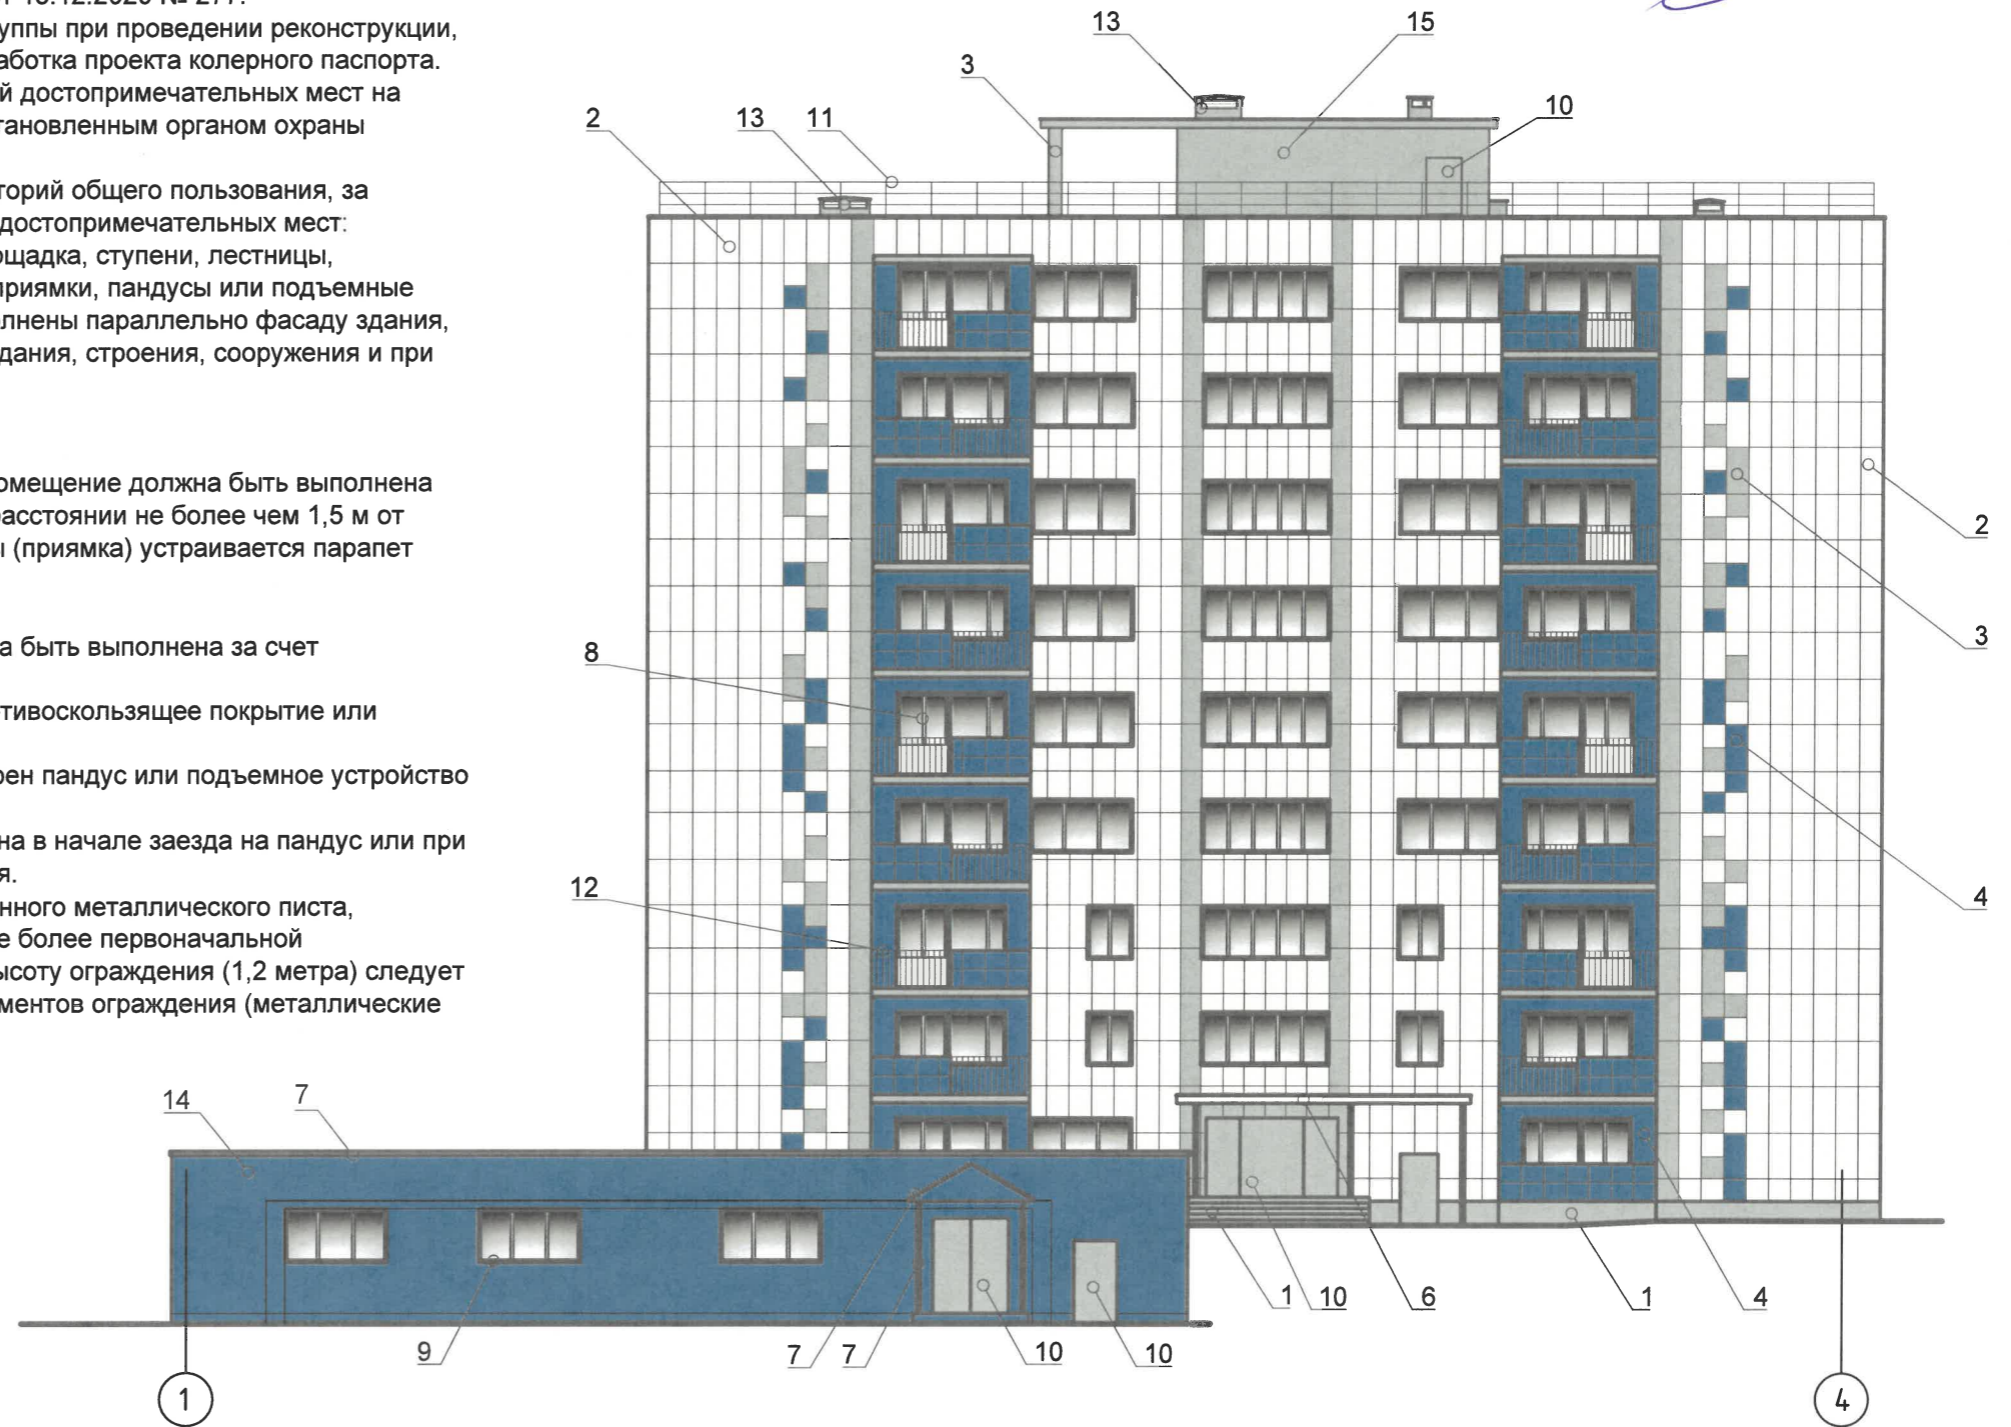 уппы при проведении реконструкции,
аботка проекта колерного паспорта.
й достопримечательных мест на
тановленным органом охраны
торий общего пользования, за
достопримечательных мест:
ощадка, ступени, лестницы,
приямки, пандусы или подъемные
олнены параллельно фасаду здания,
дания, строения, сооружения и при
омещение должна быть выполнена
расстоянии не более чем 1,5 м от
ы (приямка) устраивается парапет
а быть выполнена за счет
отивоскользящее покрытие или
рен пандус или подъемное устройство
на в начале заезда на пандус или при
я.
нного металлического писта,
е более первоначальной
ысоту ограждения (1,2 метра) следует
ментов ограждения (металлические
13
15
3
2
13
11
10
2
3
8
4
12
14
7
9
7
7
10
10
1
10
6
1
4
1
4